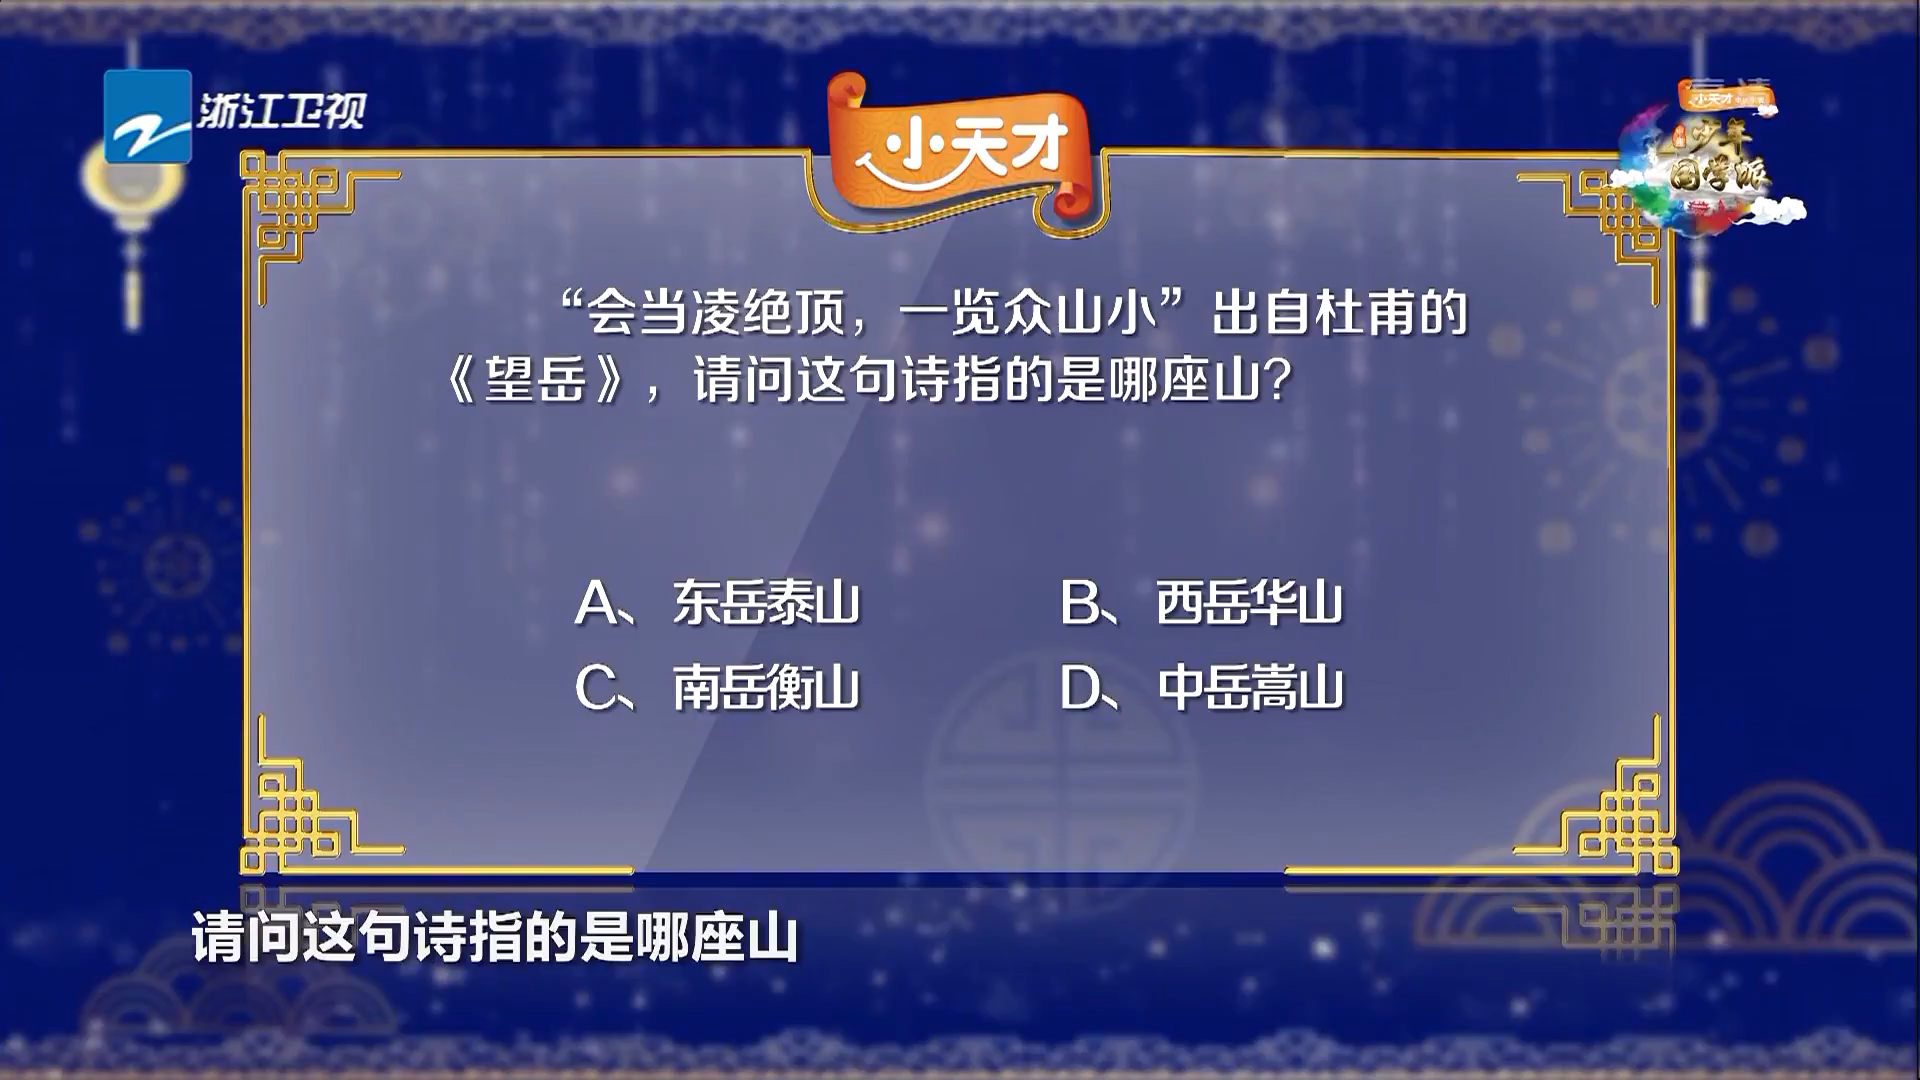 浙江卫视
小天才
小天才
少年
国学派
“会当凌绝顶，一览众山小”出自杜甫的
《望岳》，请问这句诗指的是哪座山？
A、东岳泰山
B、西岳华山
C、南岳衡山
D、中岳嵩山
请问这句诗指的是哪座山